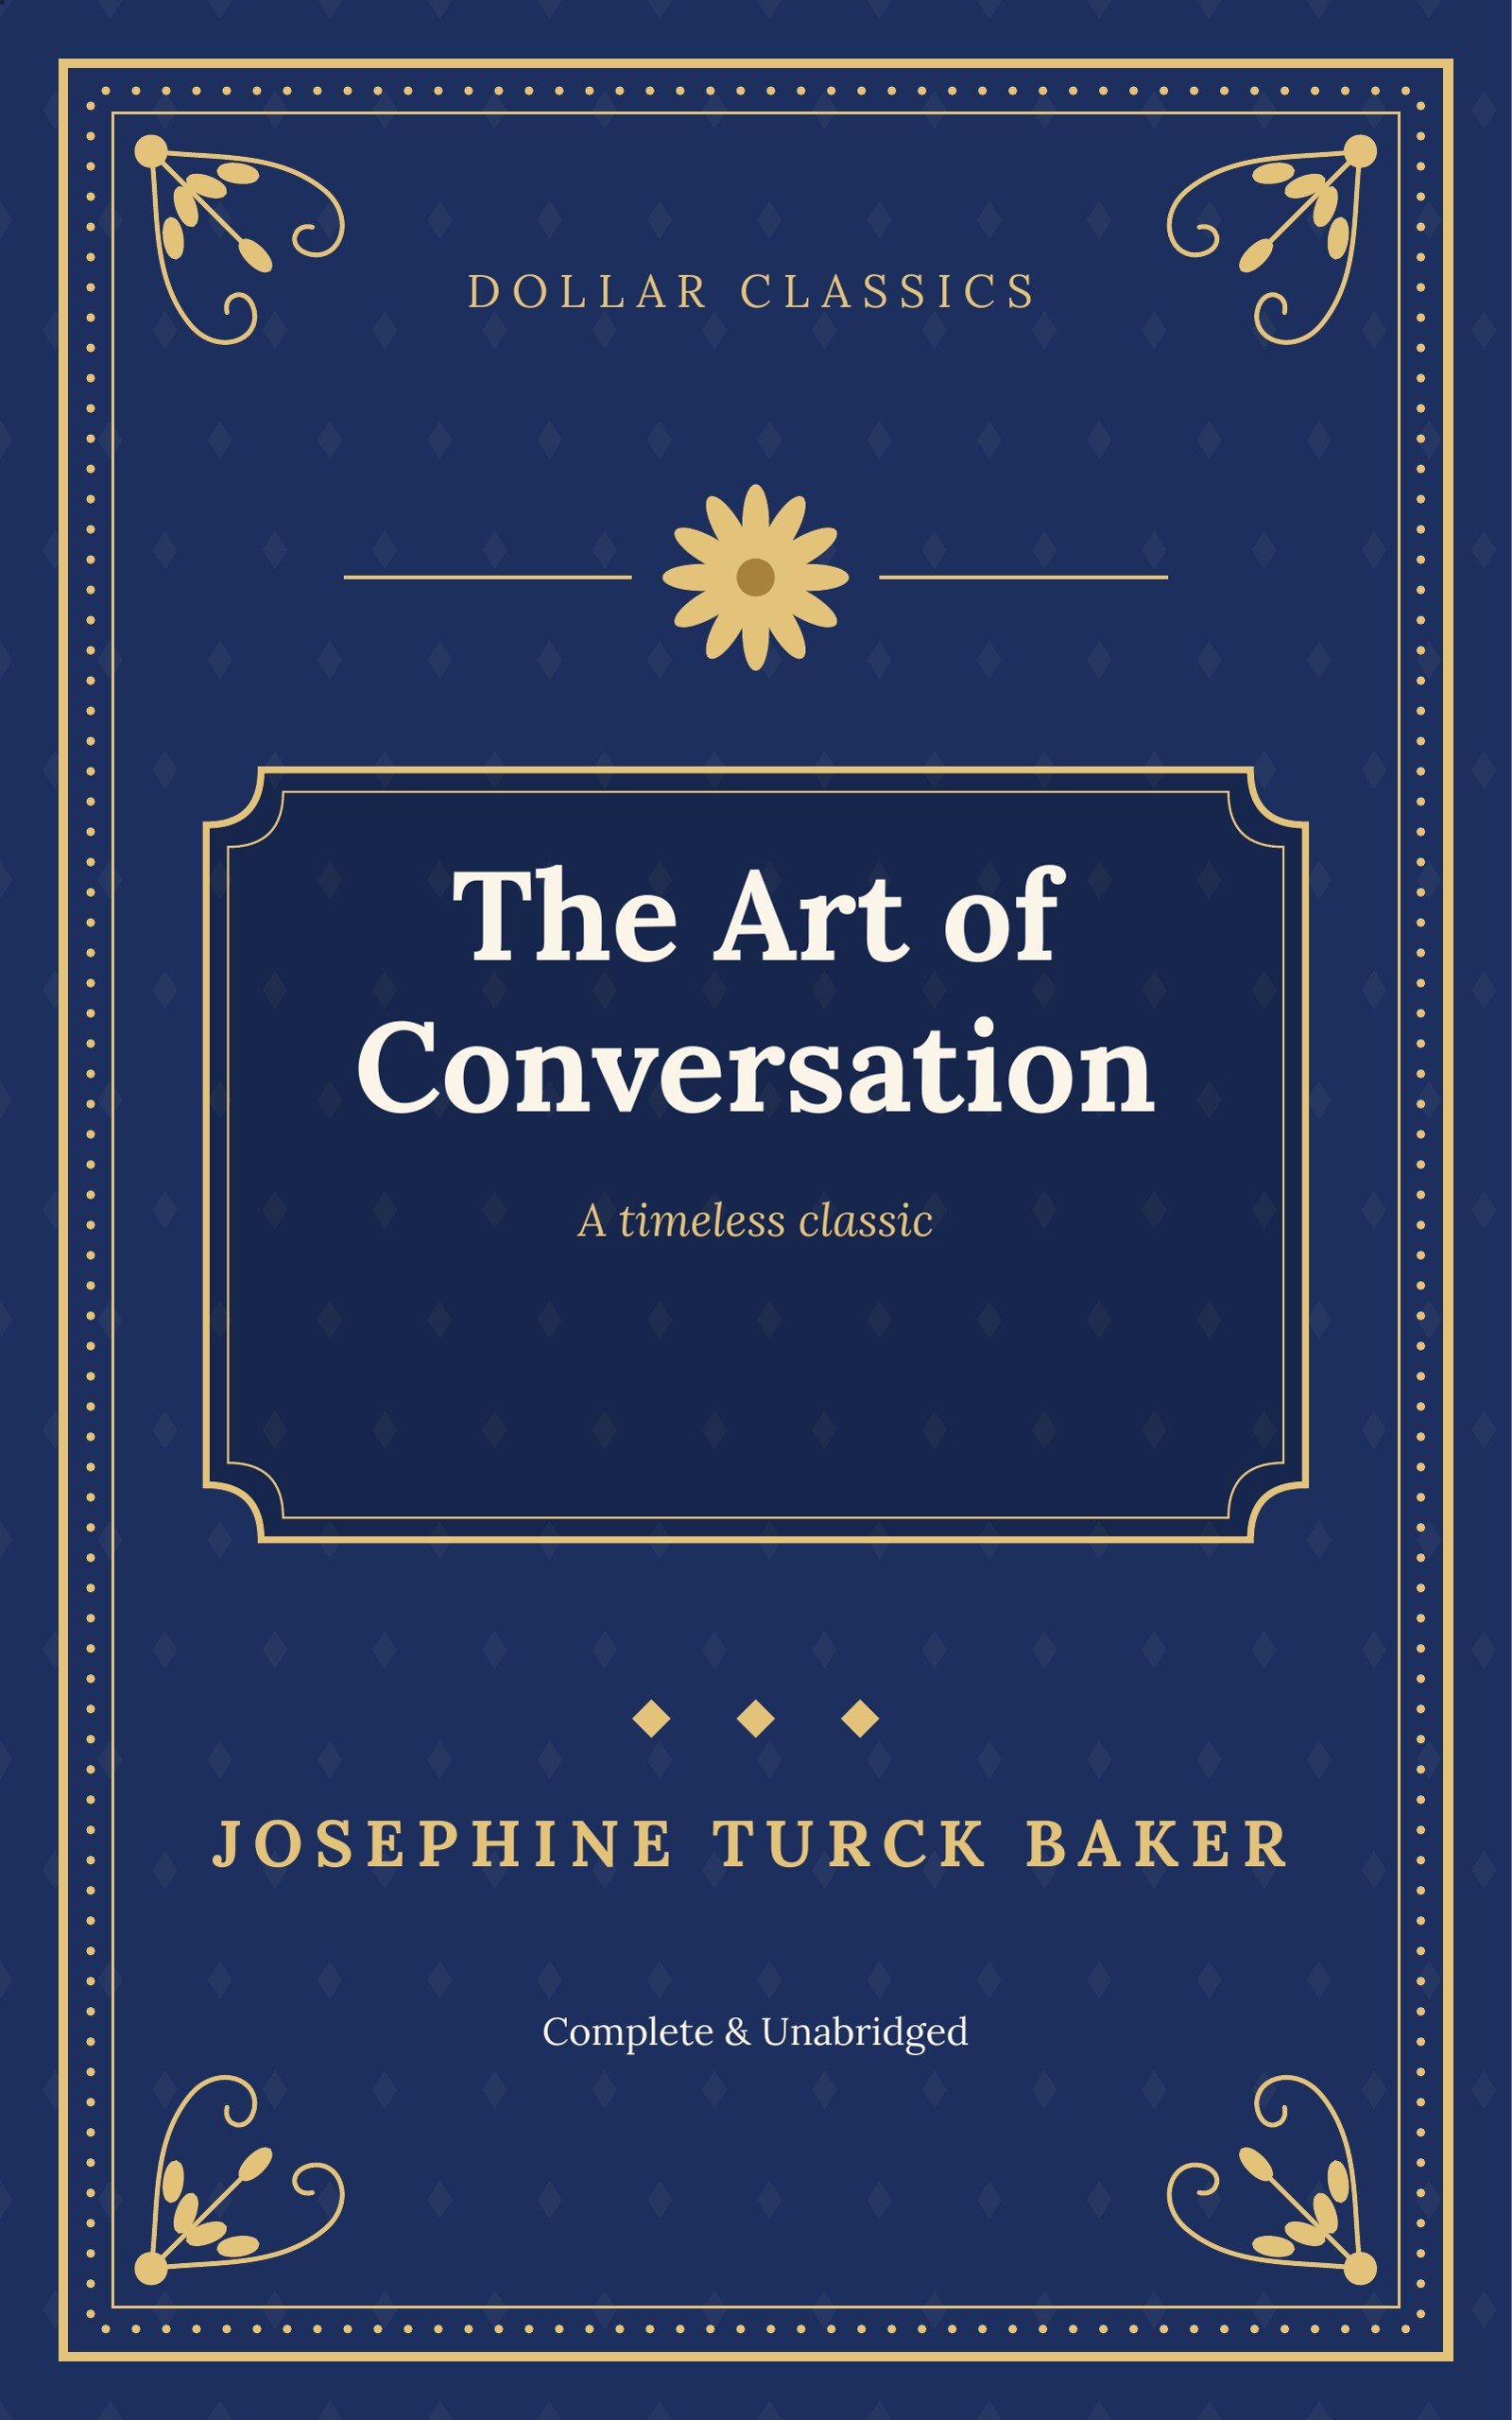 DOLLAR CLASSICS
The Art of
Conversation
A timeless classic
JOSEPHINE TURCK BAKER
Complete & Unabridged